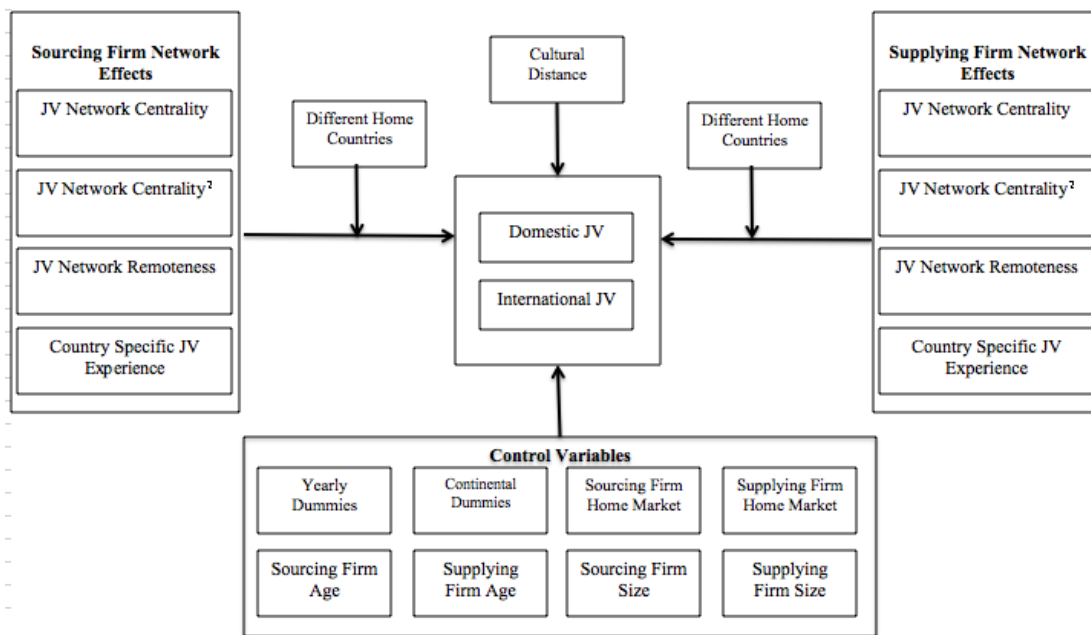 Sourcing Firm Network
Effects
JV Network Centrality
JV Network Centrality²
JV Network Remoteness
Country Specific JV
Experience
Different Home
Countries
Cultural
Distance
Domestic JV
International JV
Different Home
Countries
Supplying Firm Network
Effects
JV Network Centrality
JV Network Centrality²
JV Network Remoteness
Country Specific JV
Experience
Control Variables
Yearly
Dummies
Continental
Dummies
Sourcing Firm
Home Market
Supplying Firm
Home Market
Sourcing Firm
Age
Supplying
Firm Age
Sourcing Firm
Size
Supplying
Firm Size